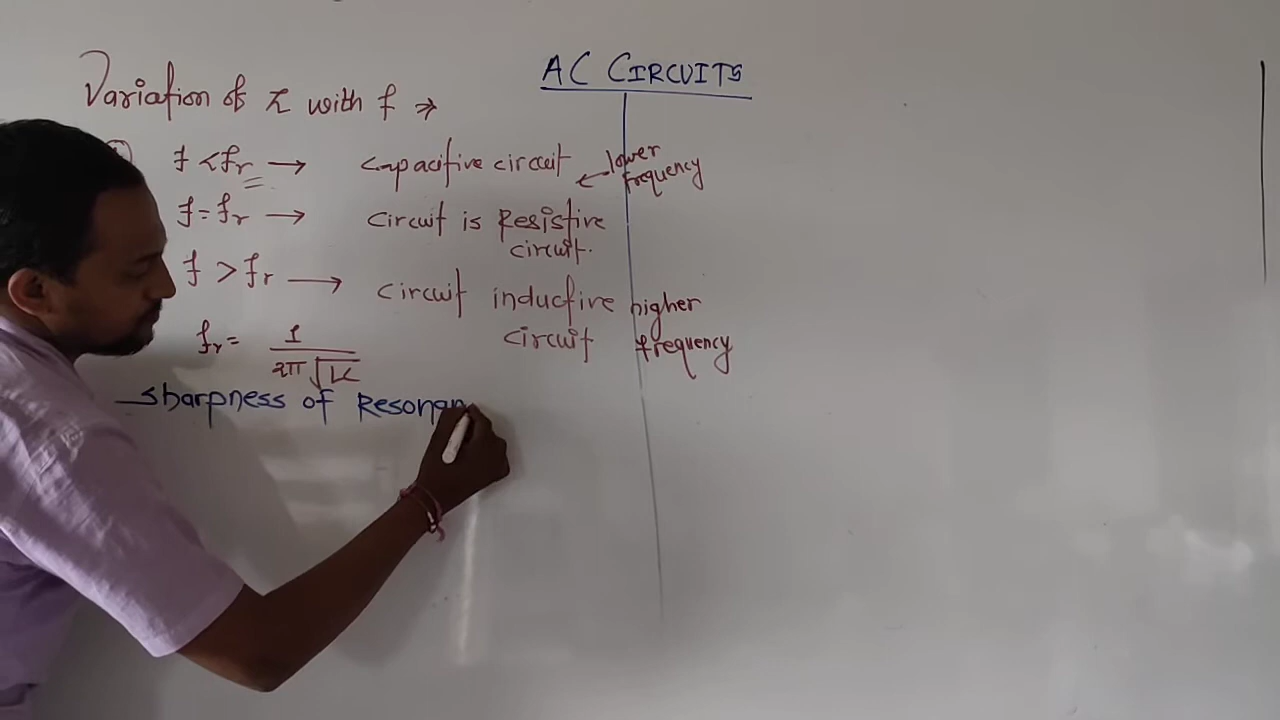 AC CIRCUITS
Variation of Z with f ⇒
f < fr → capacitive circuit ← lower frequency
f = fr → circuit is Resistive
circuit.
f > fr → circuit inductive higher
circuit frequency
fr = 1 / 2π √LC
sharpness of Resonan